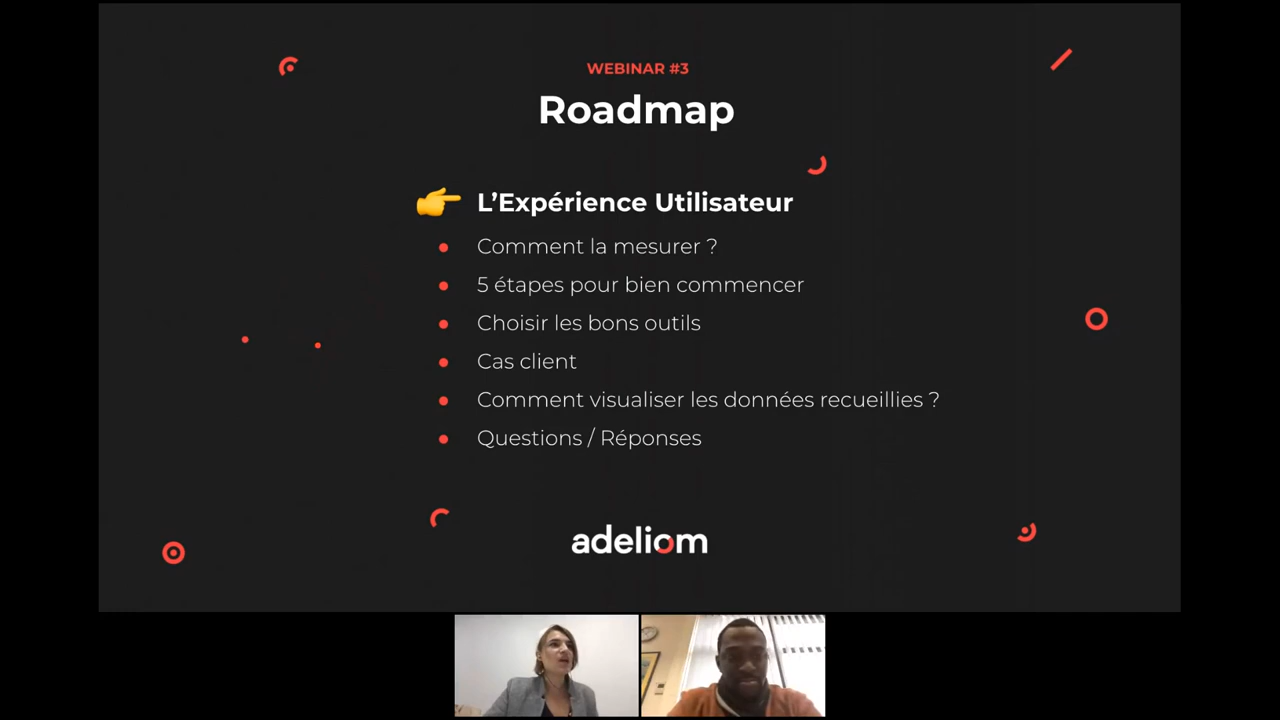 WEBINAR #3
Roadmap
L'Expérience Utilisateur
Comment la mesurer ?
5 étapes pour bien commencer
Choisir les bons outils
Cas client
Comment visualiser les données recueillies ?
Questions / Réponses
adeliom